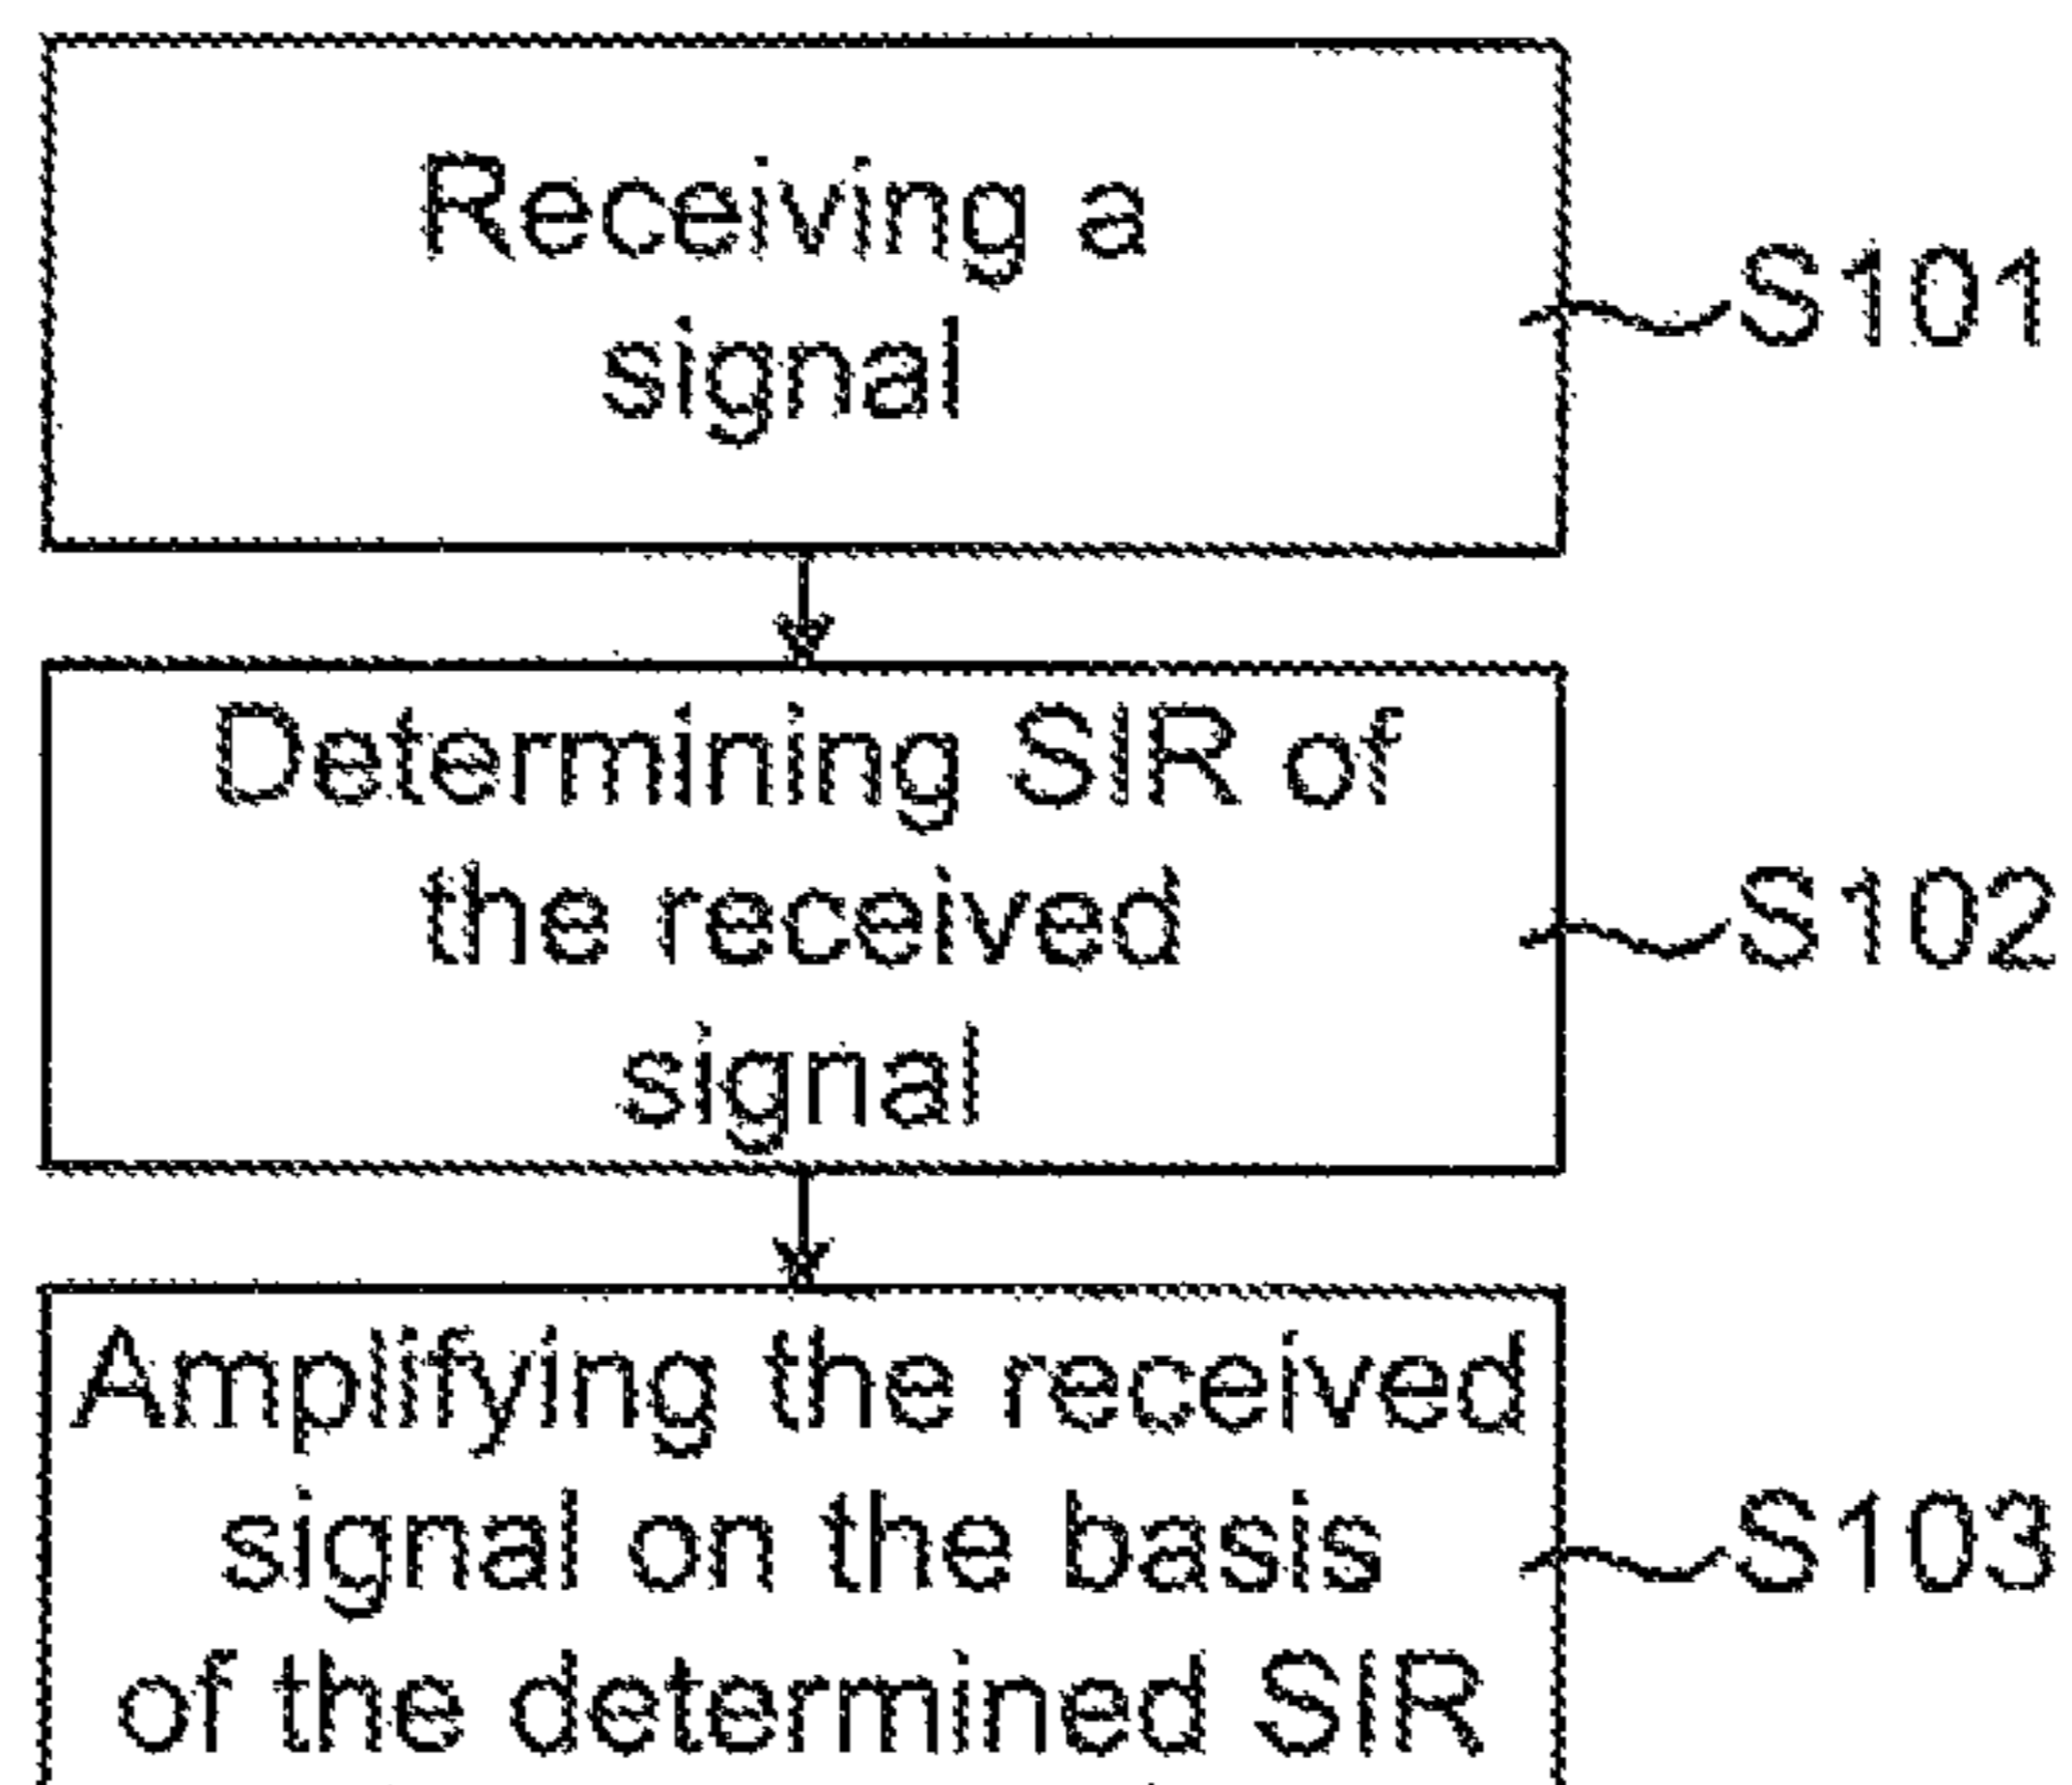 Receiving a
signal
S101
Determining SIR of
the received
signal
S102
Amplifying the received
signal on the basis
of the determined SIR
S103